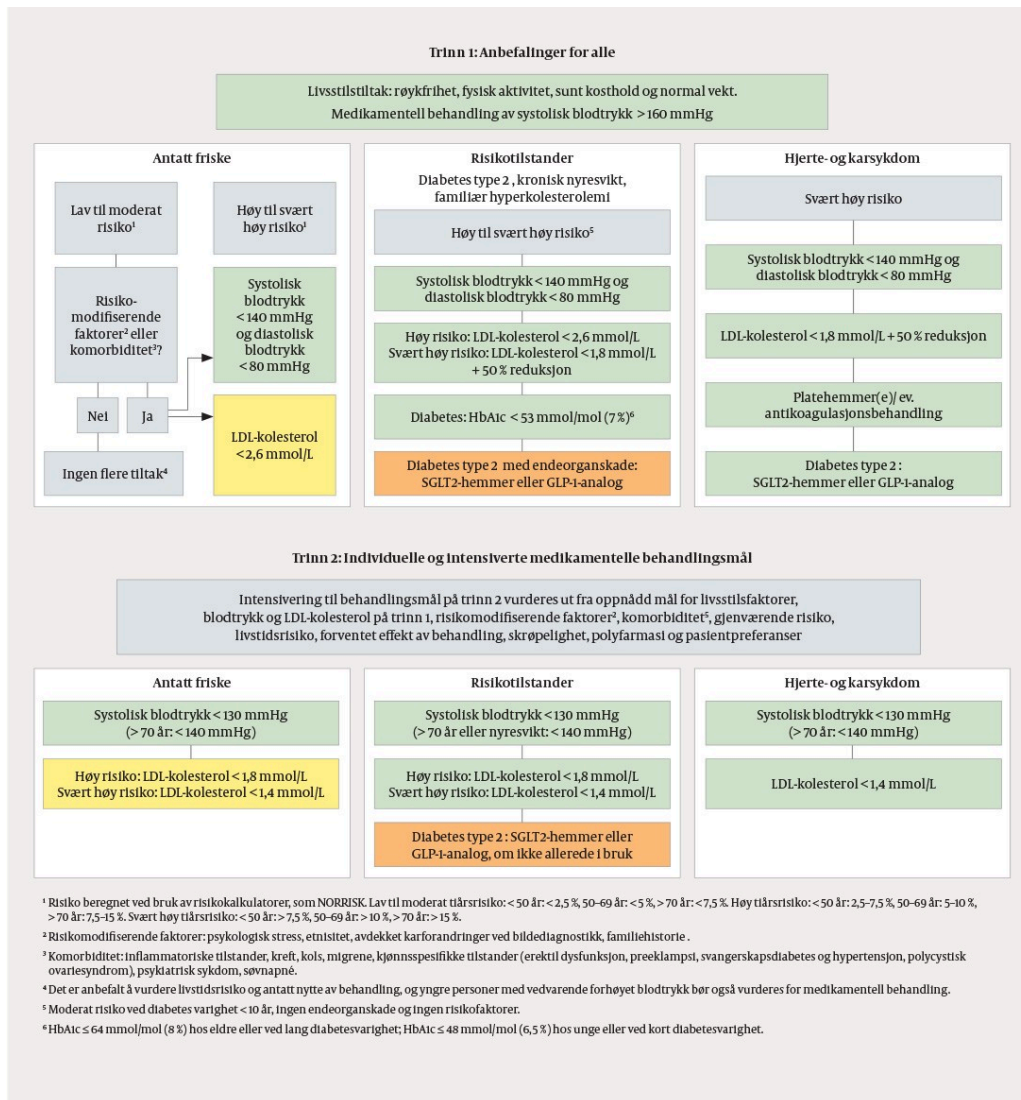 Trinn 1: Anbefalinger for alle
Livsstilstiltak: røykfrihet, fysisk aktivitet, sunt kosthold og normal vekt.
Medikamentell behandling av systolisk blodtrykk >160 mmHg
Antatt friske
Lav til moderat
risiko¹
Høy til svært
høy risiko¹
Risiko-
modifiserende
faktorer² eller
komorbiditet³?
Nei
Ja
Ingen flere tiltak⁴
Systolisk
blodtrykk
<140 mmHg
og diastolisk
blodtrykk
<80 mmHg
LDL-kolesterol
<2,6 mmol/L
Risikotilstander
Diabetes type 2, kronisk nyresvikt,
familiær hyperkolesterolemi
Høy til svært høy risiko⁵
Systolisk blodtrykk <140 mmHg og
diastolisk blodtrykk <80 mmHg
Høy risiko: LDL-kolesterol <2,6 mmol/L
Svært høy risiko: LDL-kolesterol <1,8 mmol/L
+ 50 % reduksjon
Diabetes: HbA1c < 53 mmol/mol (7 %)⁶
Diabetes type 2 med endeorganskade:
SGLT2-hemmer eller GLP-1-analog
Hjerte- og karsykdom
Svært høy risiko
Systolisk blodtrykk <140 mmHg og
diastolisk blodtrykk < 80 mmHg
LDL-kolesterol <1,8 mmol/L + 50 % reduksjon
Platehemmer(e)/ ev.
antikoagulasjonsbehandling
Diabetes type 2 :
SGLT2-hemmer eller GLP-1-analog
Trinn 2: Individuelle og intensiverte medikamentelle behandlingsmål
Intensivering til behandlingsmål på trinn 2 vurderes ut fra oppnådd mål for livsstilsfaktorer,
blodtrykk og LDL-kolesterol på trinn 1, risikomodifiserende faktorer², komorbiditet⁵, gjenværende risiko,
livstidsrisiko, forventet effekt av behandling, skrøpelighet, polyfarmasi og pasientpreferanser
Antatt friske
Systolisk blodtrykk <130 mmHg
(> 70 år: < 140 mmHg)
Høy risiko: LDL-kolesterol < 1,8 mmol/L
Svært høy risiko: LDL-kolesterol < 1,4 mmol/L
Risikotilstander
Systolisk blodtrykk <130 mmHg
(> 70 år eller nyresvikt: < 140 mmHg)
Høy risiko: LDL-kolesterol < 1,8 mmol/L
Svært høy risiko: LDL-kolesterol < 1,4 mmol/L
Diabetes type 2 : SGLT2-hemmer eller
GLP-1-analog, om ikke allerede i bruk
Hjerte- og karsykdom
Systolisk blodtrykk <130 mmHg
(> 70 år: < 140 mmHg)
LDL-kolesterol < 1,4 mmol/L
¹ Risiko beregnet ved bruk av risikokalkulatorer, som NORRISK. Lav til moderat tiårsrisiko: < 50 år: < 2,5 %, 50–69 år: < 5 %, > 70 år: < 7,5 %. Høy tiårsrisiko: < 50 år: 2,5–7,5 %, 50–69 år: 5–10 %,
> 70 år: 7,5–15 %. Svært høy tiårsrisiko: < 50 år: > 7,5 %, 50–69 år: > 10 %, > 70 år: > 15 %.
² Risikomodifiserende faktorer: psykologisk stress, etnisitet, avdekket karforandringer ved bildediagnostikk, familiehistorie .
³ Komorbiditet: inflammatoriske tilstander, kreft, kols, migrene, kjønnsspesifikke tilstander (erektil dysfunksjon, preeklampsi, svangerskapsdiabetes og hypertensjon, polycystisk
ovariesyndrom), psykiatrisk sykdom, søvnapné.
⁴ Det er anbefalt å vurdere livstidsrisiko og antatt nytte av behandling, og yngre personer med vedvarende forhøyet blodtrykk bør også vurderes for medikamentell behandling.
⁵ Moderat risiko ved diabetes varighet < 10 år, ingen endeorganskade og ingen risikofaktorer.
⁶ HbA1c ≤ 64 mmol/mol (8 %) hos eldre eller ved lang diabetesvarighet; HbA1c ≤ 48 mmol/mol (6,5 %) hos unge eller ved kort diabetesvarighet.